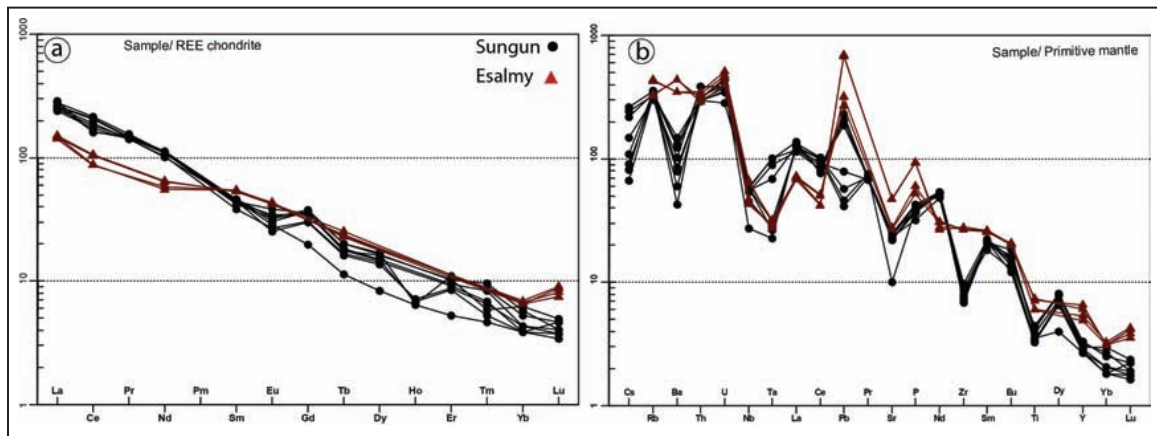 a
Sample/ REE chondrite
Sungun
Esalmy
1000
100
10
1
La
Pr
Pm
Eu
Tb
Ho
Tm
Lu
Ce
Nd
Sm
Gd
Dy
Er
Yb
b
Sample/ Primitive mantle
1000
100
10
1
Cs
Ba
U
Ta
Ce
Pr
P
Zr
Eu
Dy
Yb
Rb
Th
Nb
La
Pb
Sr
Nd
Sm
Ti
Y
Lu